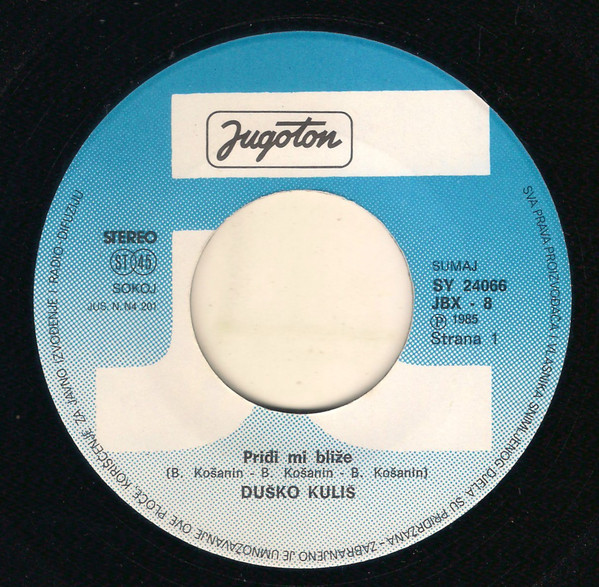 Jugoton
STEREO
ST 45
SOKOJ
JUS. N. N4 201
SUMAJ
SY 24066
JBX - 8
℗ 1985
Strana 1
Priđi mi bliže
(B. Košanin - B. Košanin - B. Košanin)
DUŠKO KULIŠ
SVA PRAVA PROIZVOĐAČA I VLASNIKA SNIMLJENOG DJELA SU PRIDRŽANA - ZABRANJENO JE UMNOŽAVANJE OVE PLOČE KORIŠĆENJE ZA JAVNO IZVOĐENJE I RADIO-DIFUZIJU